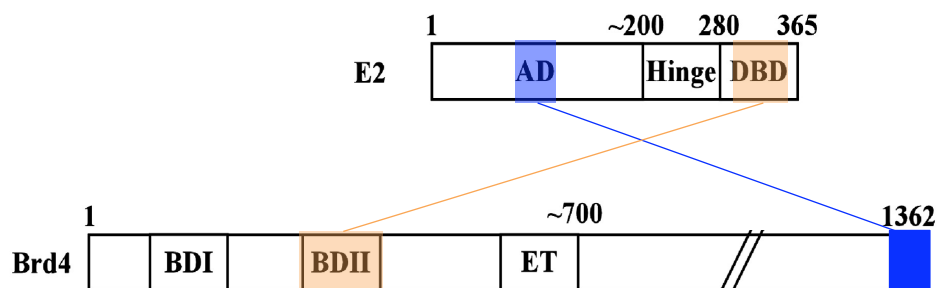 1 ~200 280 365
E2 AD Hinge DBD
1 ~700 1362
Brd4 BDI BDII ET